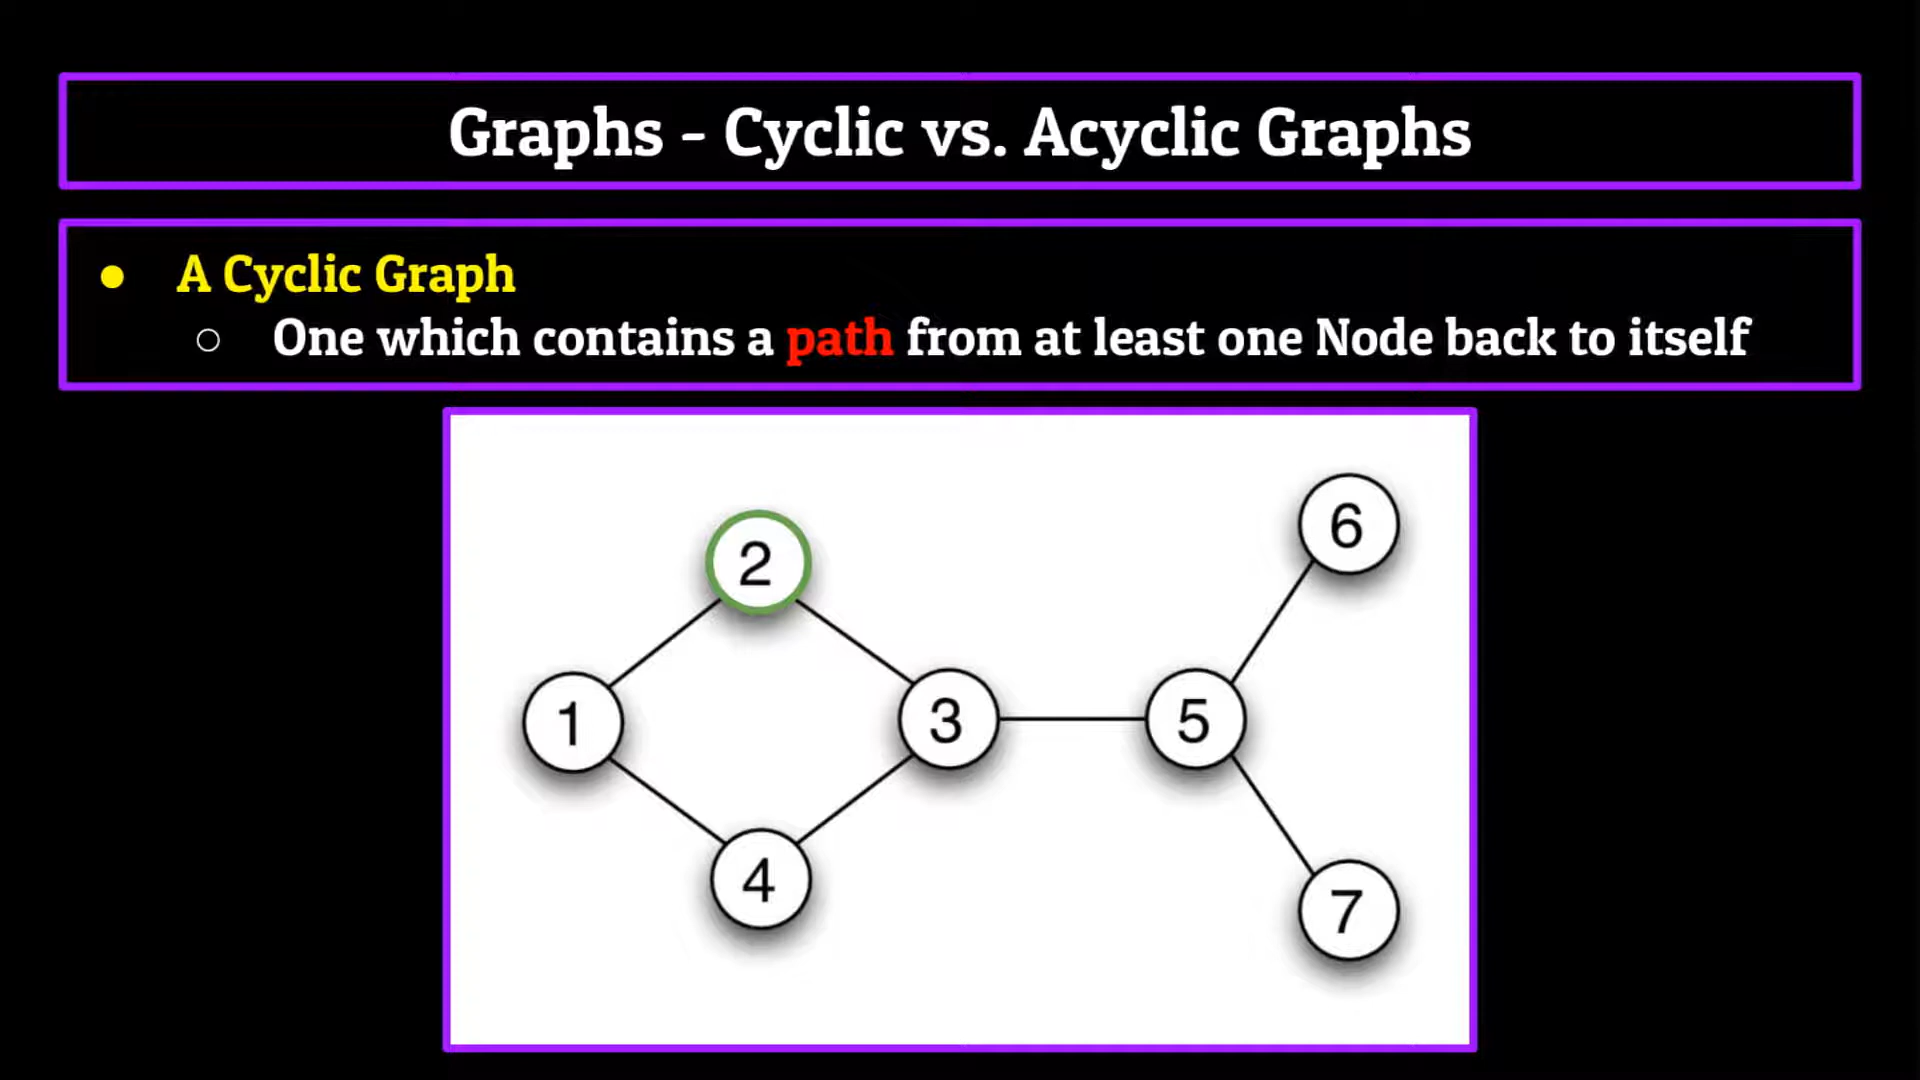 Graphs - Cyclic vs. Acyclic Graphs
● A Cyclic Graph
○ One which contains a path from at least one Node back to itself
6
2
1
3
5
4
7